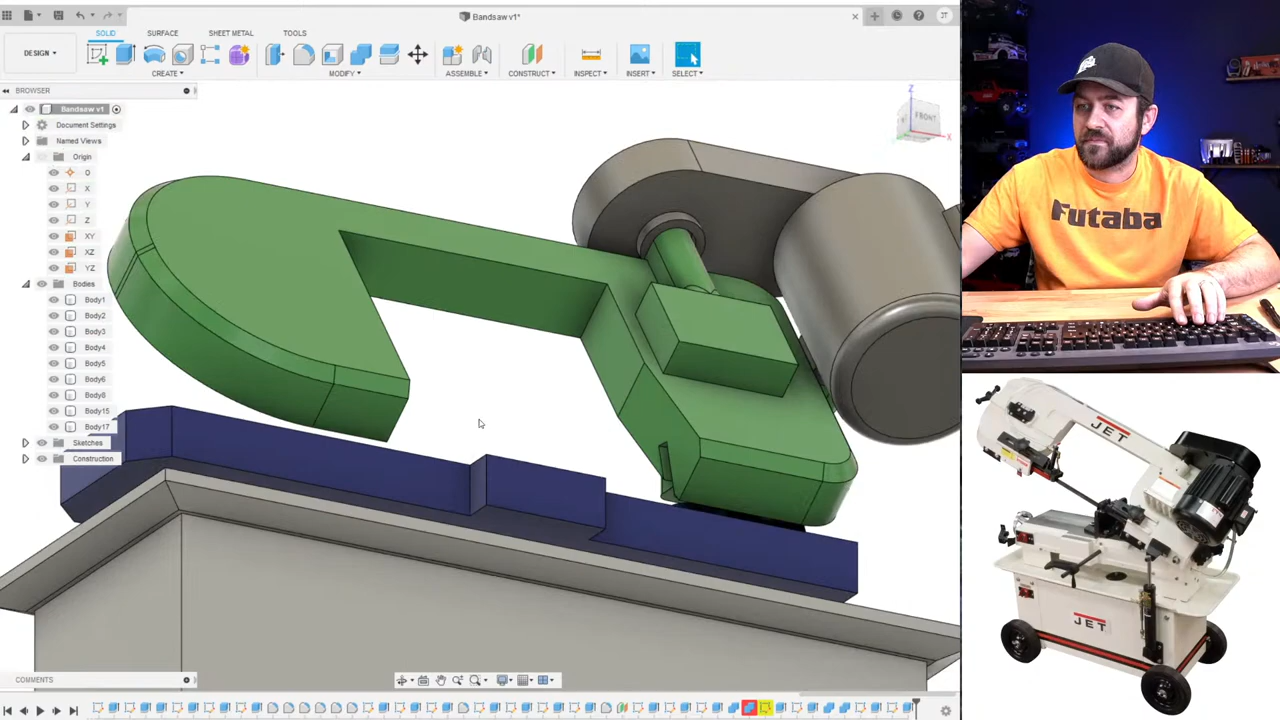 Bandsaw v1*
JT
DESIGN
SOLID
SURFACE
SHEET METAL
TOOLS
CREATE
MODIFY
ASSEMBLE
CONSTRUCT
INSPECT
INSERT
SELECT
BROWSER
Bandsaw v1
Document Settings
Named Views
Origin
O
X
Y
Z
XY
XZ
YZ
Bodies
Body1
Body2
Body3
Body4
Body5
Body6
Body8
Body15
Body17
Sketches
Construction
Z
FRONT
X
COMMENTS
Futaba
JET
JET